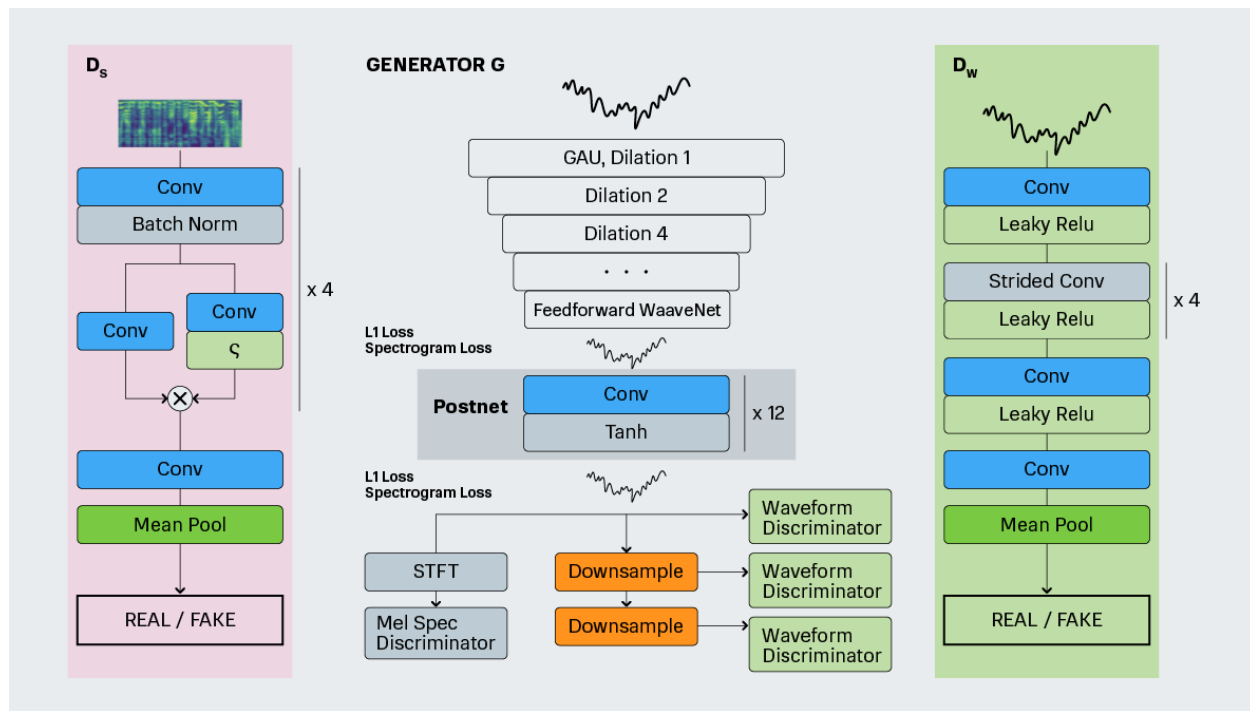 Ds
Conv
Batch Norm
Conv
Conv
ς
x 4
Conv
Mean Pool
REAL / FAKE
GENERATOR G
GAU, Dilation 1
Dilation 2
Dilation 4
. . .
Feedforward WaaveNet
L1 Loss
Spectrogram Loss
Postnet
Conv
Tanh
x 12
L1 Loss
Spectrogram Loss
STFT
Mel Spec
Discriminator
Downsample
Downsample
Waveform
Discriminator
Waveform
Discriminator
Waveform
Discriminator
Dw
Conv
Leaky Relu
Strided Conv
Leaky Relu
x 4
Conv
Leaky Relu
Conv
Mean Pool
REAL / FAKE